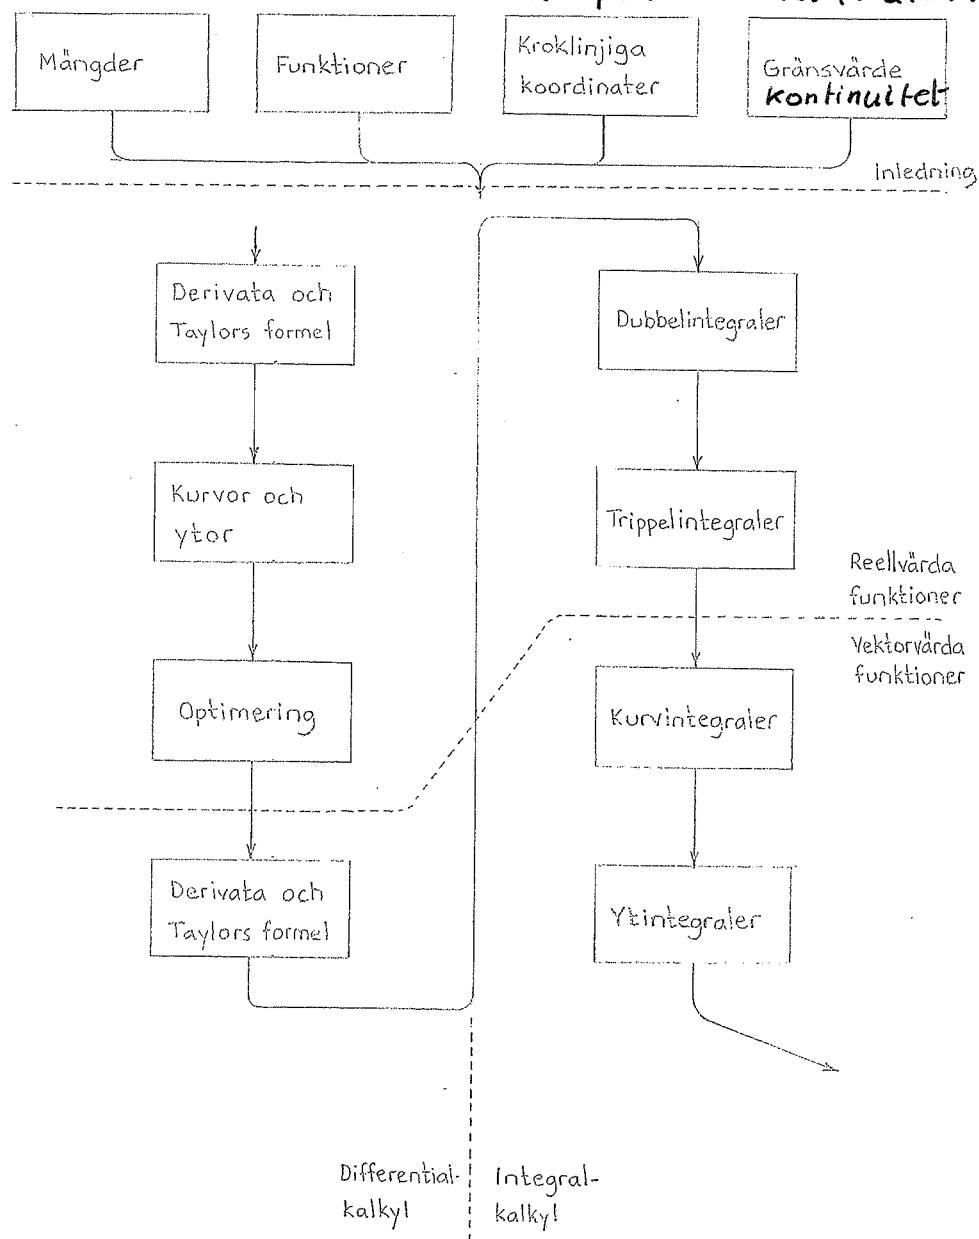 Mängder
Funktioner
Kroklinjiga
koordinater
Gränsvärde
kontinuitet
Inledning
Derivata och
Taylors formel
Kurvor och
ytor
Optimering
Derivata och
Taylors formel
Dubbelintegraler
Trippelintegraler
Reellvärda
funktioner
Vektorvärda
funktioner
Kurvintegraler
Ytintegraler
Differential-
kalkyl
Integral-
kalkyl